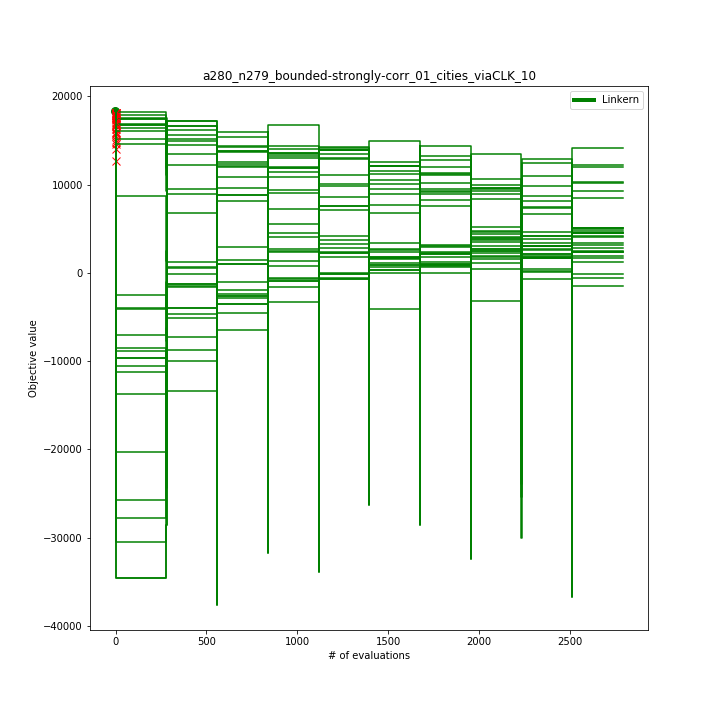 a280_n279_bounded-strongly-corr_01_cities_viaCLK_10
Linkern
20000
10000
0
−10000
−20000
−30000
−40000
Objective value
0 500 1000 1500 2000 2500
# of evaluations